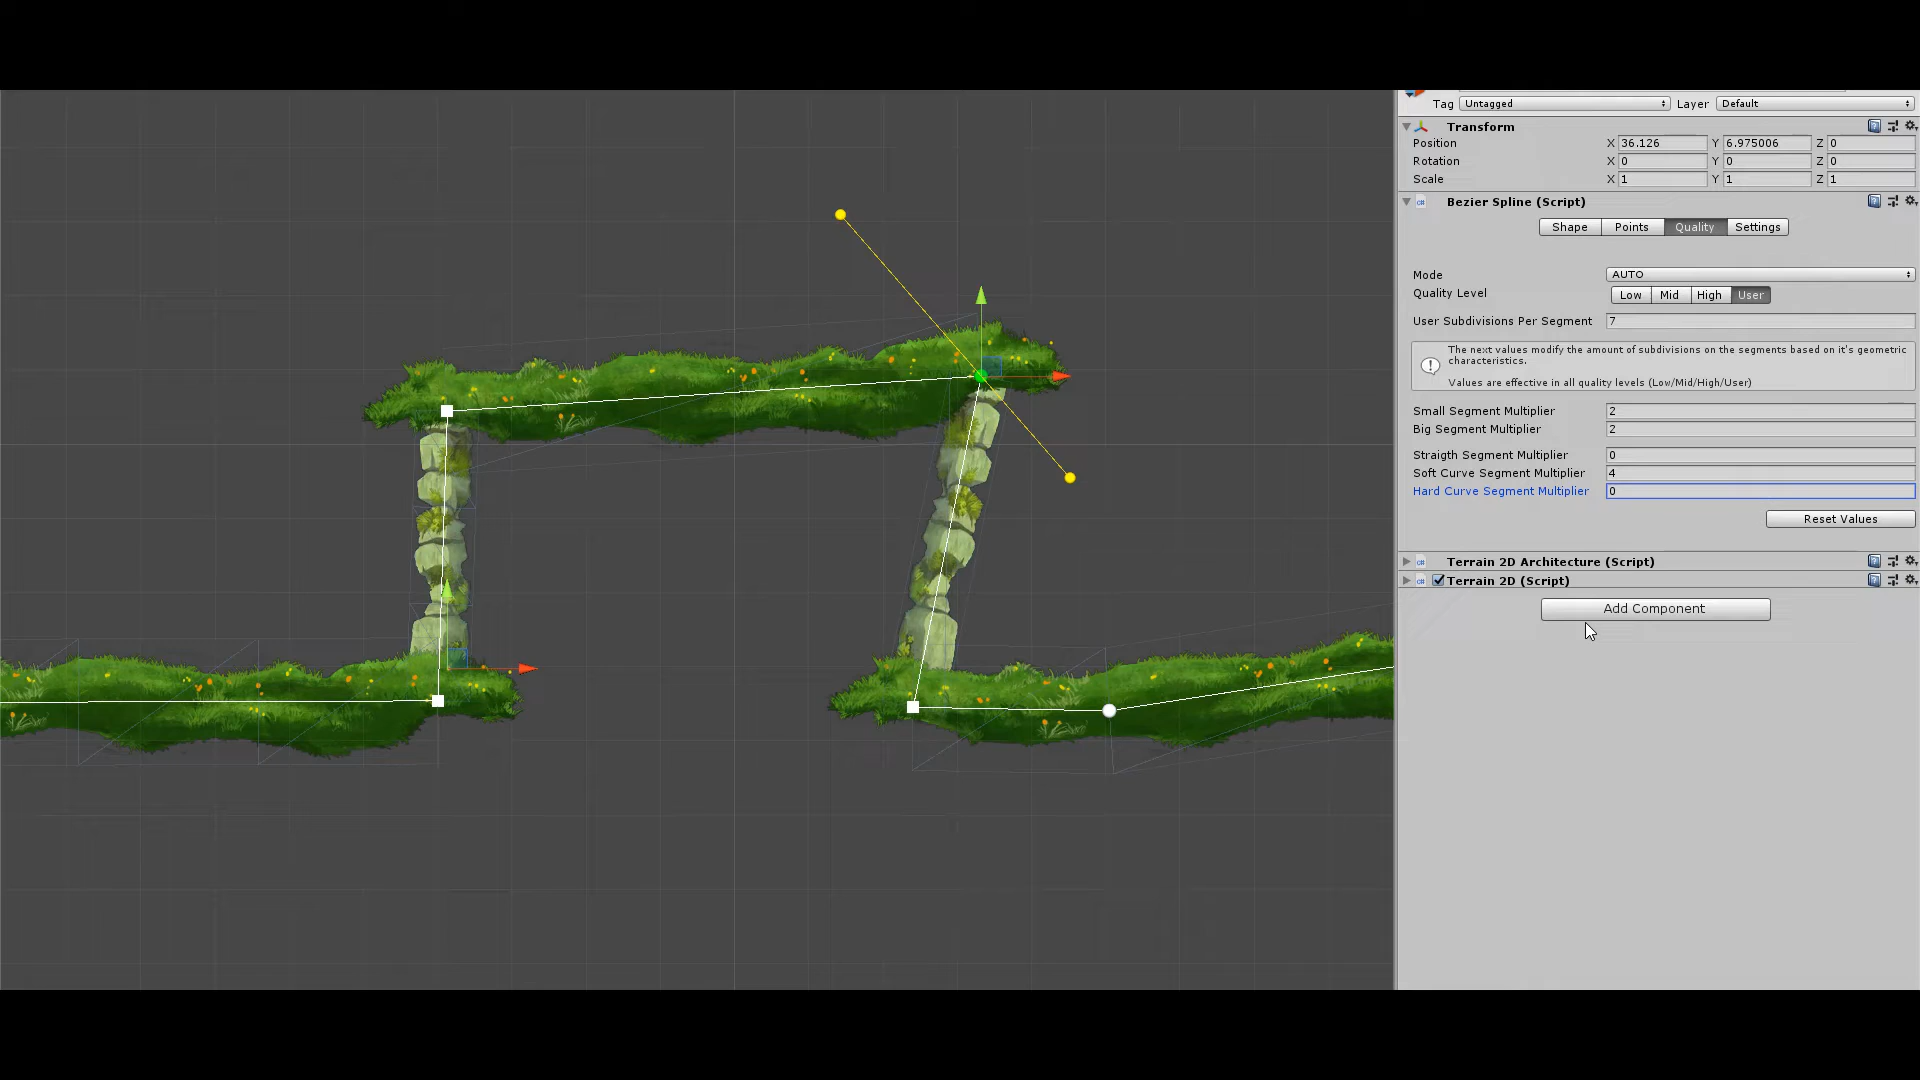 Tag Untagged Layer Default
Transform
Position X 36.126 Y 6.975006 Z 0
Rotation X 0 Y 0 Z 0
Scale X 1 Y 1 Z 1
Bezier Spline (Script)
Shape Points Quality Settings
Mode AUTO
Quality Level Low Mid High User
User Subdivisions Per Segment 7
The next values modify the amount of subdivisions on the segments based on it's geometric
characteristics.
Values are effective in all quality levels (Low/Mid/High/User)
Small Segment Multiplier 2
Big Segment Multiplier 2
Straigth Segment Multiplier 0
Soft Curve Segment Multiplier 4
Hard Curve Segment Multiplier 0
Reset Values
Terrain 2D Architecture (Script)
Terrain 2D (Script)
Add Component